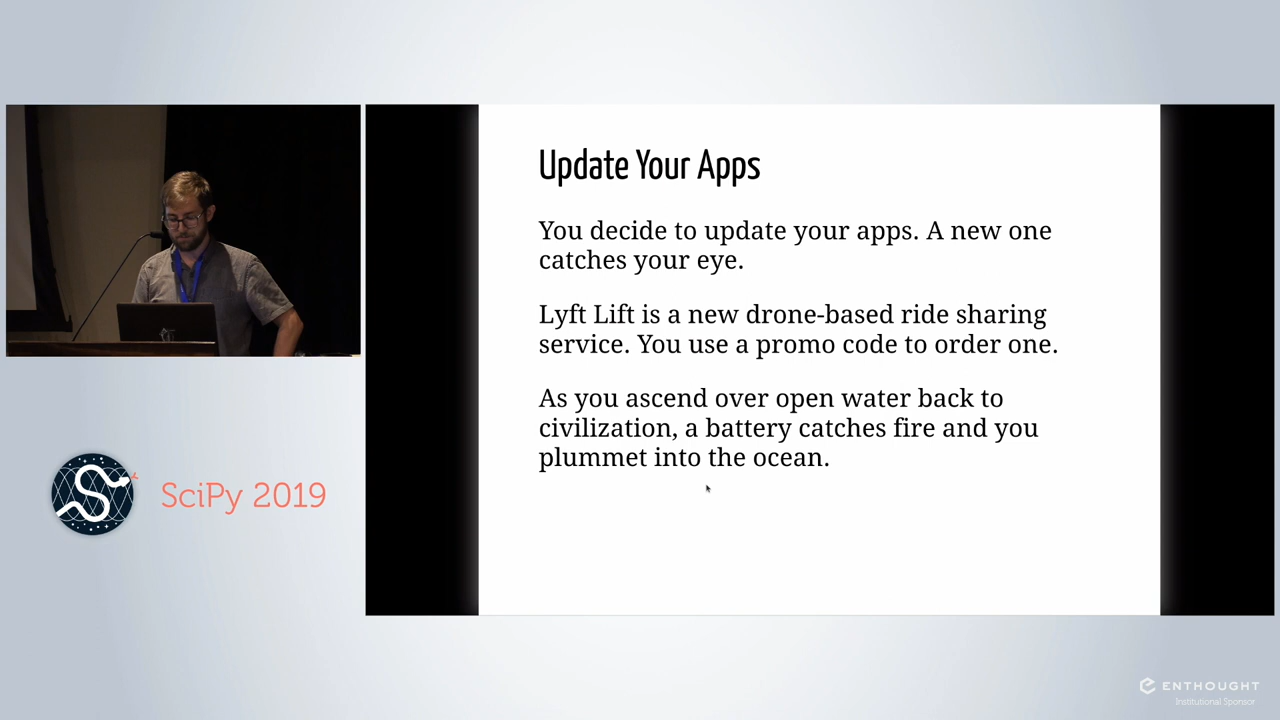 Update Your Apps
You decide to update your apps. A new one
catches your eye.
Lyft Lift is a new drone-based ride sharing
service. You use a promo code to order one.
As you ascend over open water back to
civilization, a battery catches fire and you
plummet into the ocean.
SciPy 2019
ENTHOUGHT
Institutional Sponsor